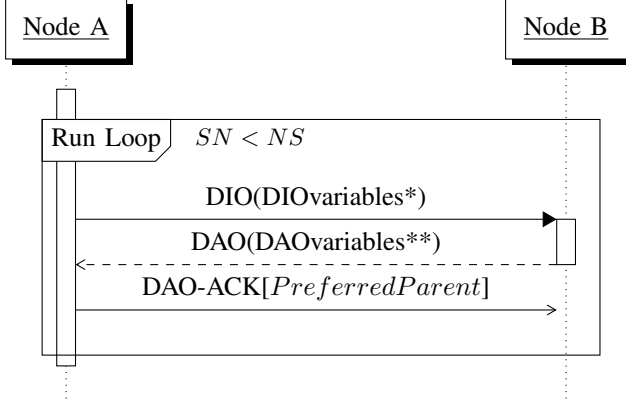 Node A
Node B
Run Loop SN < NS
DIO(DIOvariables*)
DAO(DAOvariables**)
DAO-ACK[PreferredParent]